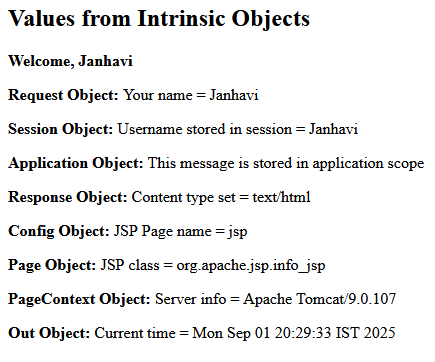 Values from Intrinsic Objects
Welcome, Janhavi
Request Object: Your name = Janhavi
Session Object: Username stored in session = Janhavi
Application Object: This message is stored in application scope
Response Object: Content type set = text/html
Config Object: JSP Page name = jsp
Page Object: JSP class = org.apache.jsp.info_jsp
PageContext Object: Server info = Apache Tomcat/9.0.107
Out Object: Current time = Mon Sep 01 20:29:33 IST 2025